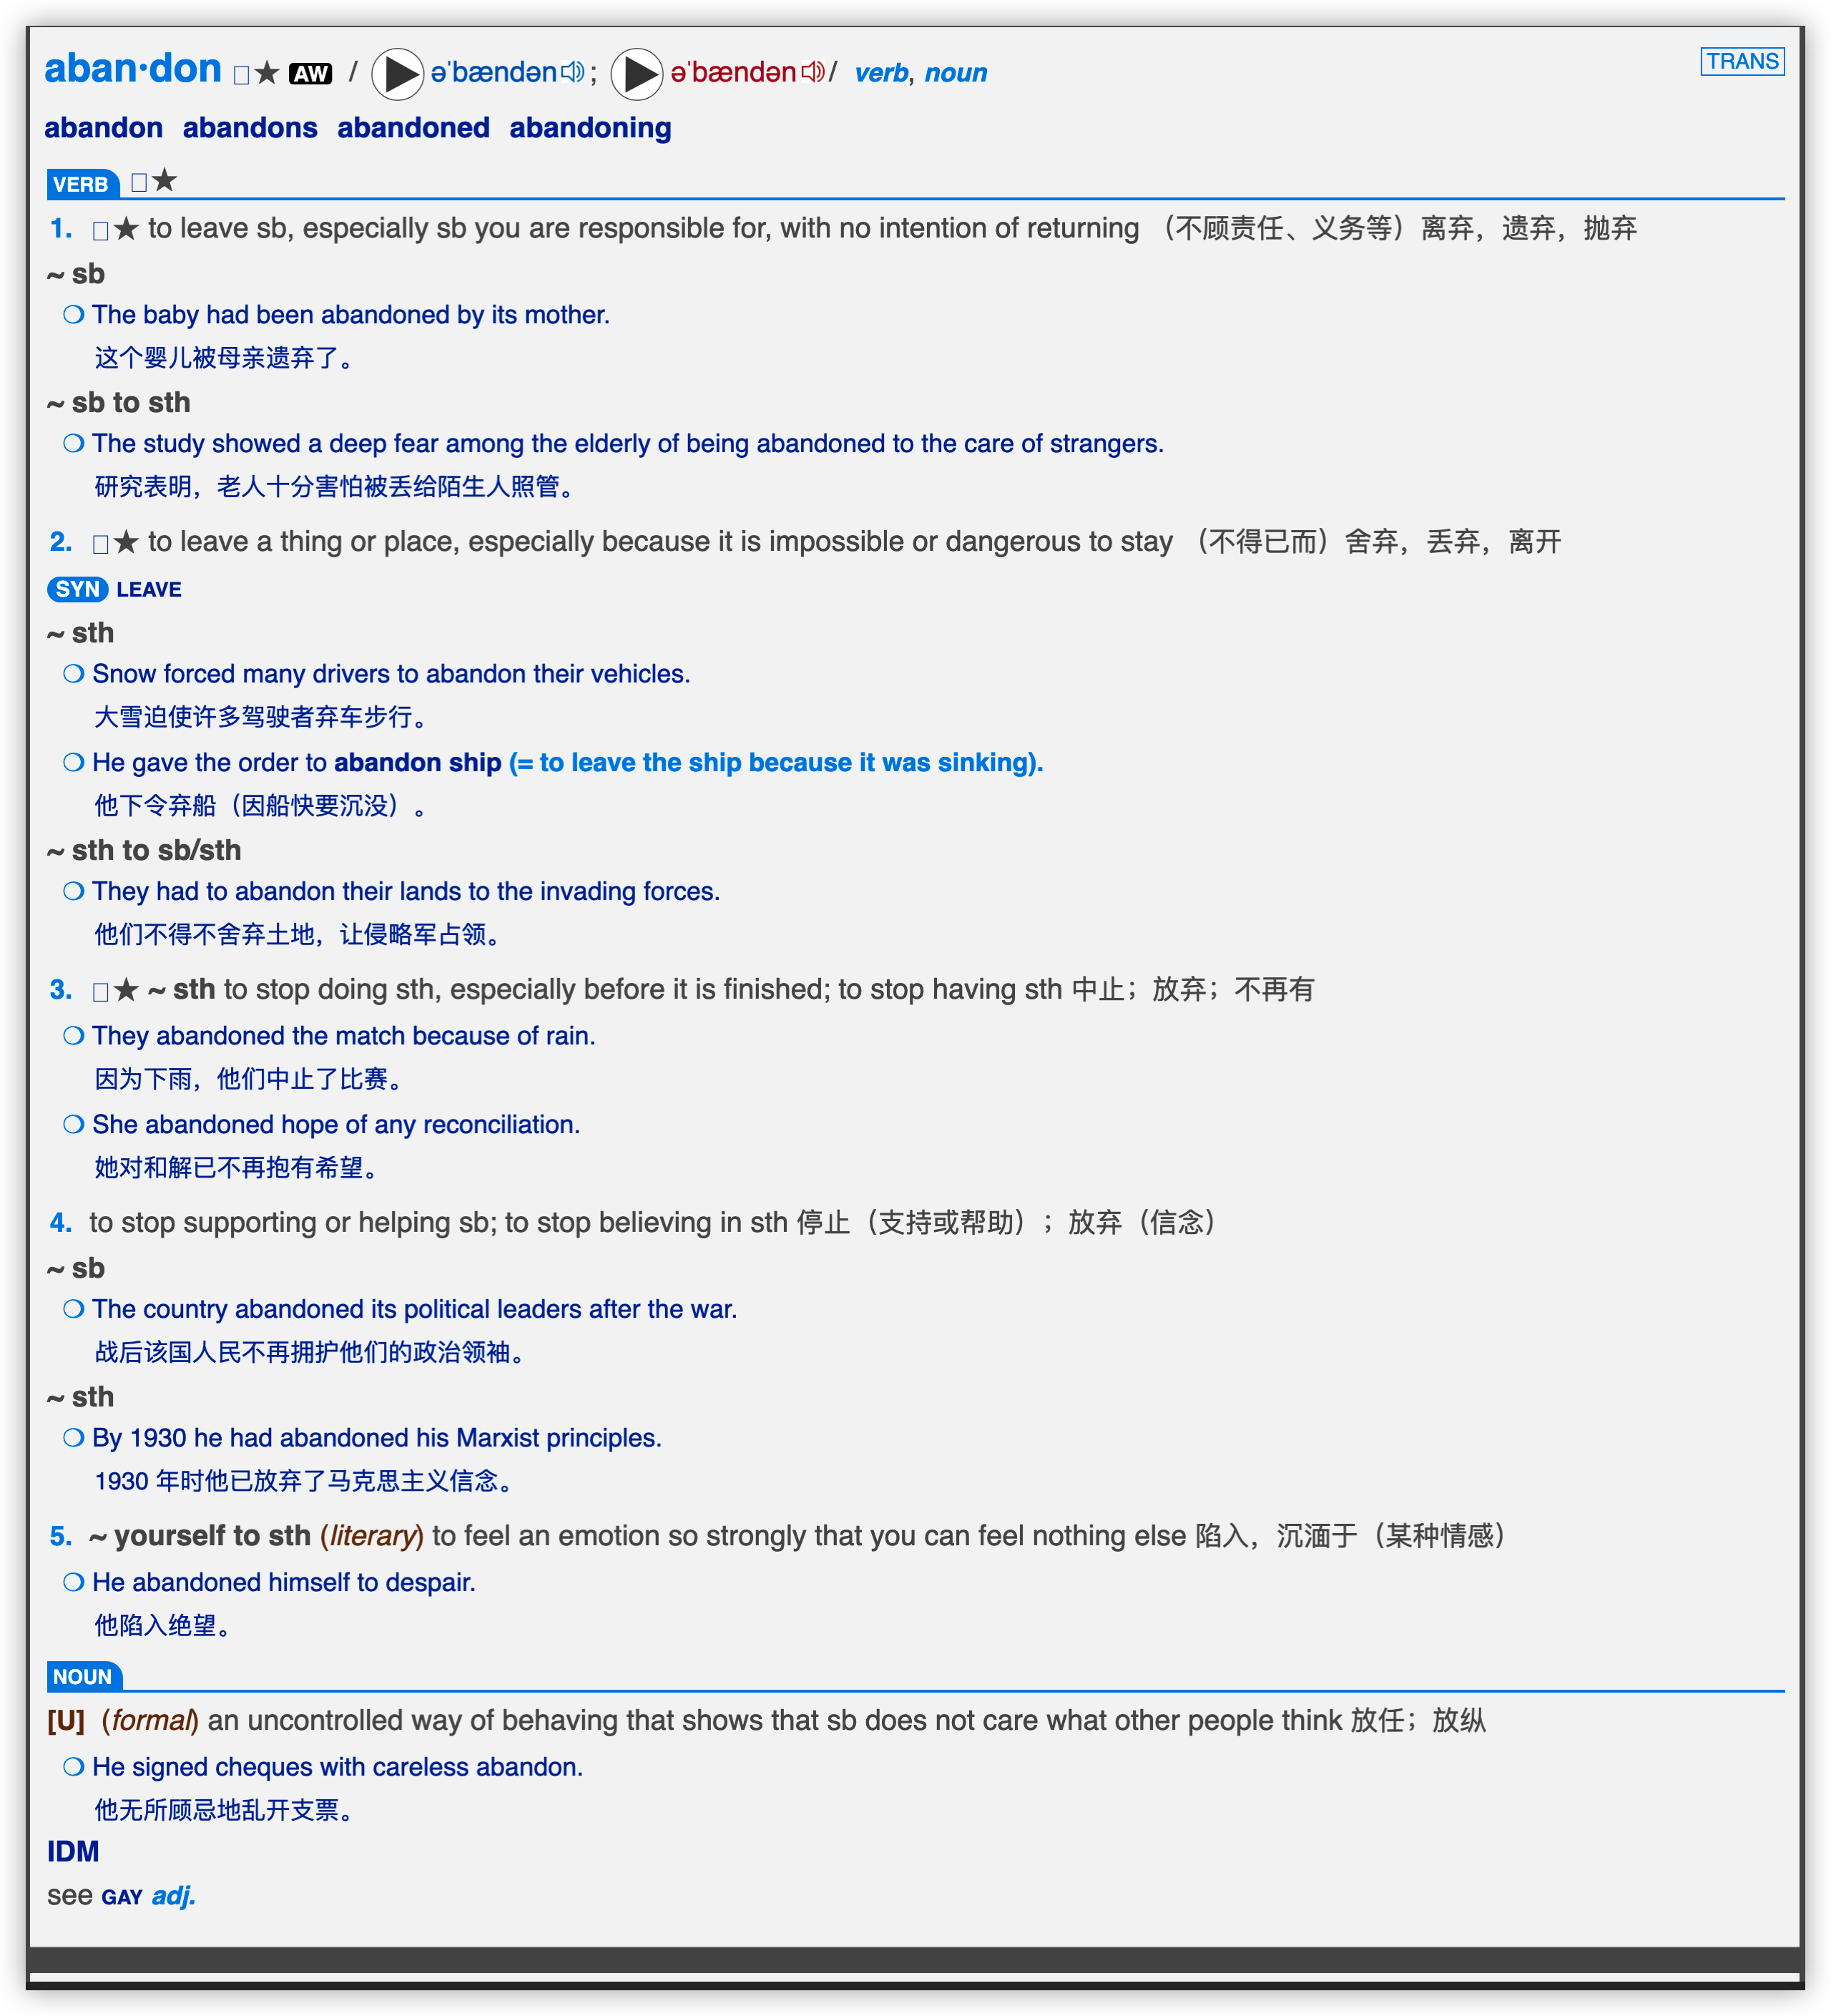 aban·don ★ AW / əˈbændən ; əˈbændən / verb, noun TRANS
abandon abandons abandoned abandoning
VERB ★
1. ★ to leave sb, especially sb you are responsible for, with no intention of returning （不顾责任、义务等）离弃，遗弃，抛弃
~ sb
❍ The baby had been abandoned by its mother.
这个婴儿被母亲遗弃了。
~ sb to sth
❍ The study showed a deep fear among the elderly of being abandoned to the care of strangers.
研究表明，老人十分害怕被丢给陌生人照管。
2. ★ to leave a thing or place, especially because it is impossible or dangerous to stay （不得已而）舍弃，丢弃，离开
SYN LEAVE
~ sth
❍ Snow forced many drivers to abandon their vehicles.
大雪迫使许多驾驶者弃车步行。
❍ He gave the order to abandon ship (= to leave the ship because it was sinking).
他下令弃船（因船快要沉没）。
~ sth to sb/sth
❍ They had to abandon their lands to the invading forces.
他们不得不舍弃土地，让侵略军占领。
3. ★ ~ sth to stop doing sth, especially before it is finished; to stop having sth 中止；放弃；不再有
❍ They abandoned the match because of rain.
因为下雨，他们中止了比赛。
❍ She abandoned hope of any reconciliation.
她对和解已不再抱有希望。
4. to stop supporting or helping sb; to stop believing in sth 停止（支持或帮助）；放弃（信念）
~ sb
❍ The country abandoned its political leaders after the war.
战后该国人民不再拥护他们的政治领袖。
~ sth
❍ By 1930 he had abandoned his Marxist principles.
1930 年时他已放弃了马克思主义信念。
5. ~ yourself to sth (literary) to feel an emotion so strongly that you can feel nothing else 陷入，沉湎于（某种情感）
❍ He abandoned himself to despair.
他陷入绝望。
NOUN
[U] (formal) an uncontrolled way of behaving that shows that sb does not care what other people think 放任；放纵
❍ He signed cheques with careless abandon.
他无所顾忌地乱开支票。
IDM
see GAY adj.